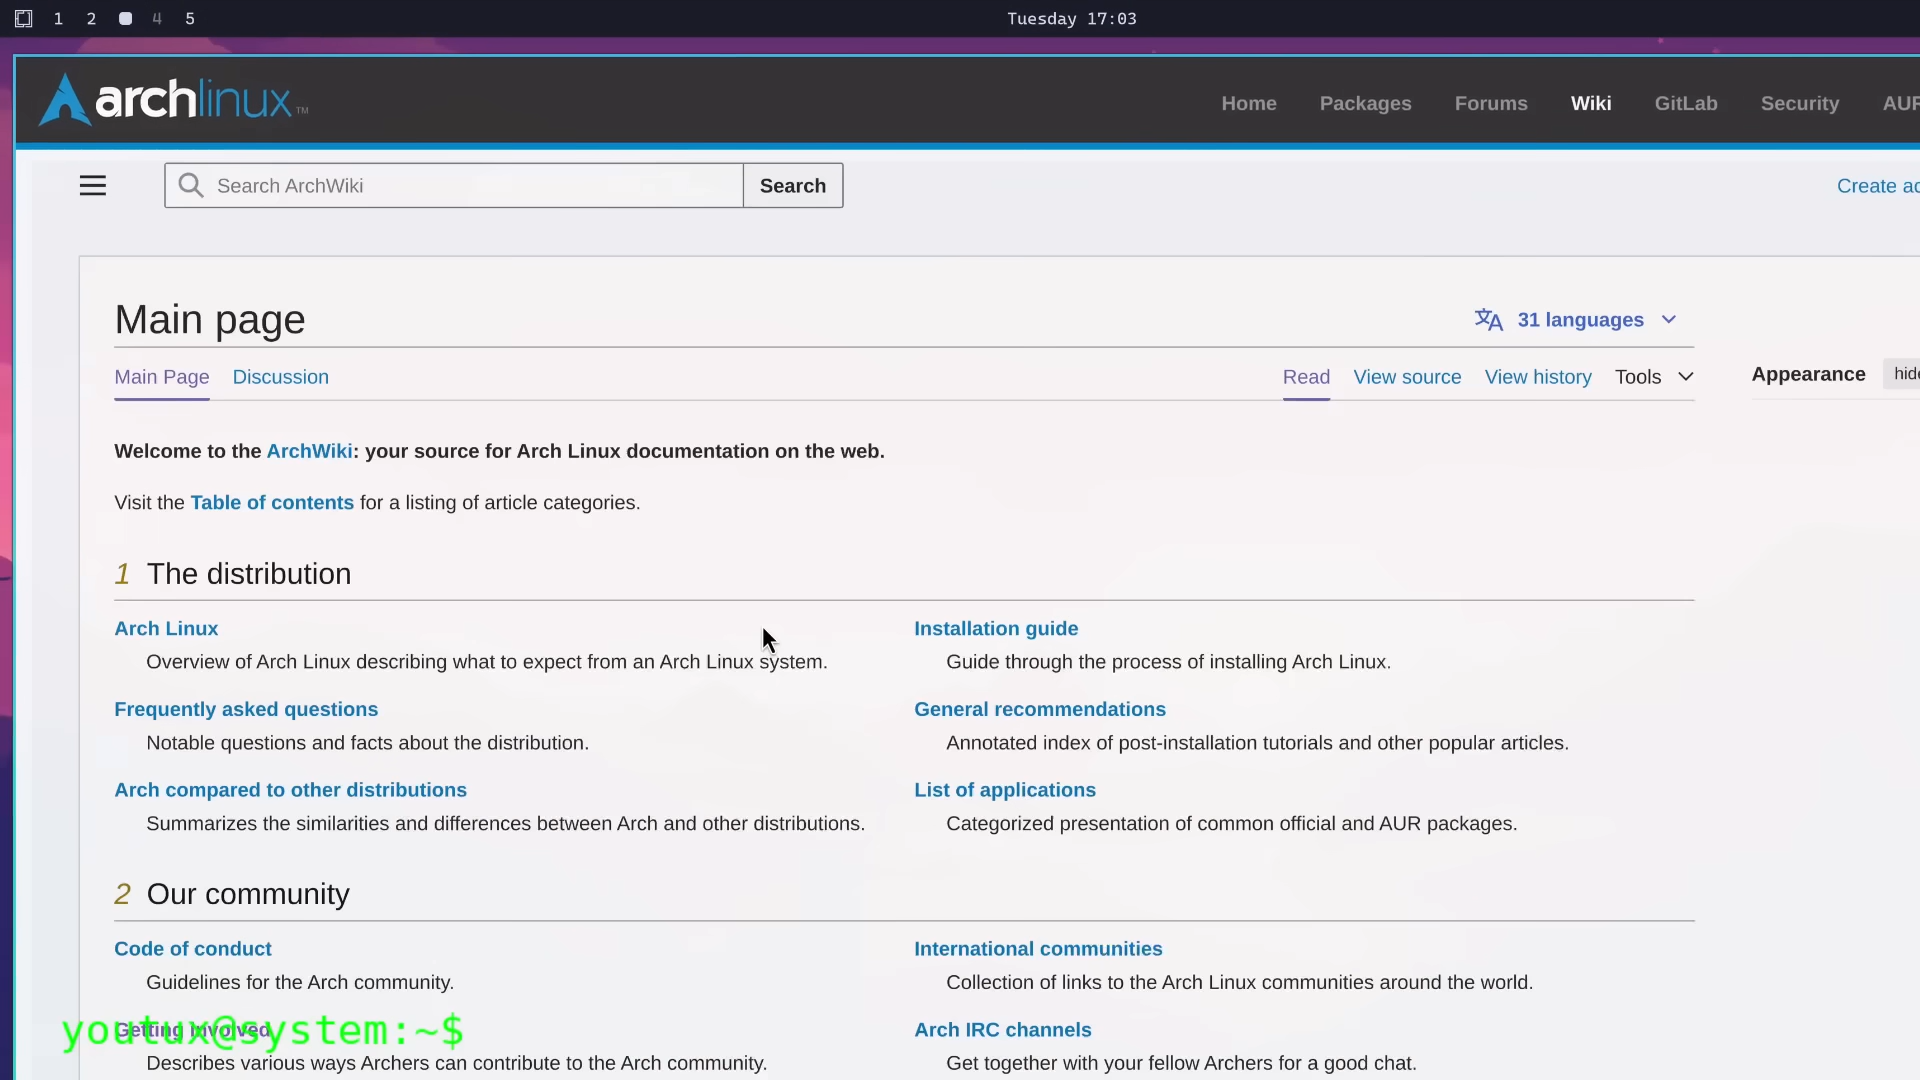 1 2 4 5
Tuesday 17:03
archlinux™
Home Packages Forums Wiki GitLab Security
Search ArchWiki
Search
Create
Main page
31 languages
Main Page Discussion
Read View source View history Tools
Appearance
Welcome to the ArchWiki: your source for Arch Linux documentation on the web.
Visit the Table of contents for a listing of article categories.
1 The distribution
Arch Linux
Overview of Arch Linux describing what to expect from an Arch Linux system.
Installation guide
Guide through the process of installing Arch Linux.
Frequently asked questions
Notable questions and facts about the distribution.
General recommendations
Annotated index of post-installation tutorials and other popular articles.
Arch compared to other distributions
Summarizes the similarities and differences between Arch and other distributions.
List of applications
Categorized presentation of common official and AUR packages.
2 Our community
Code of conduct
Guidelines for the Arch community.
International communities
Collection of links to the Arch Linux communities around the world.
Getting involved
youtux@system:~$
Describes various ways Archers can contribute to the Arch community.
Arch IRC channels
Get together with your fellow Archers for a good chat.